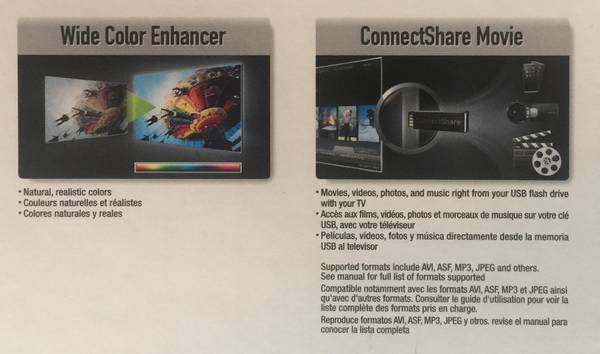 Wide Color Enhancer
• Natural, realistic colors
• Couleurs naturelles et réalistes
• Colores naturales y reales
ConnectShare Movie
ConnectShare
• Movies, videos, photos, and music right from your USB flash drive
with your TV
• Accès aux films, vidéos, photos et morceaux de musique sur votre clé
USB, avec votre téléviseur
• Películas, videos, fotos y música directamente desde la memoria
USB al televisor
Supported formats include AVI, ASF, MP3, JPEG and others.
See manual for full list of formats supported
Compatible notamment avec les formats AVI, ASF, MP3 et JPEG ainsi
qu'avec d'autres formats. Consulter le guide d'utilisation pour voir la
liste complète des formats pris en charge.
Reproduce formatos AVI, ASF, MP3, JPEG y otros. revise el manual para
conocer la lista completa